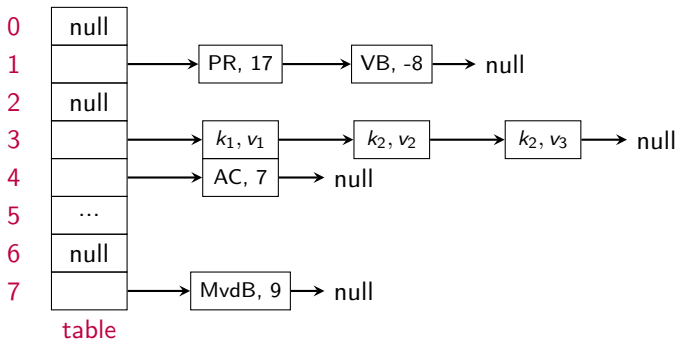 0 null
1 PR, 17 VB, -8 null
2 null
3 k₁, v₁ k₂, v₂ k₂, v₃ null
4 AC, 7 null
5 ...
6 null
7 MvdB, 9 null
table